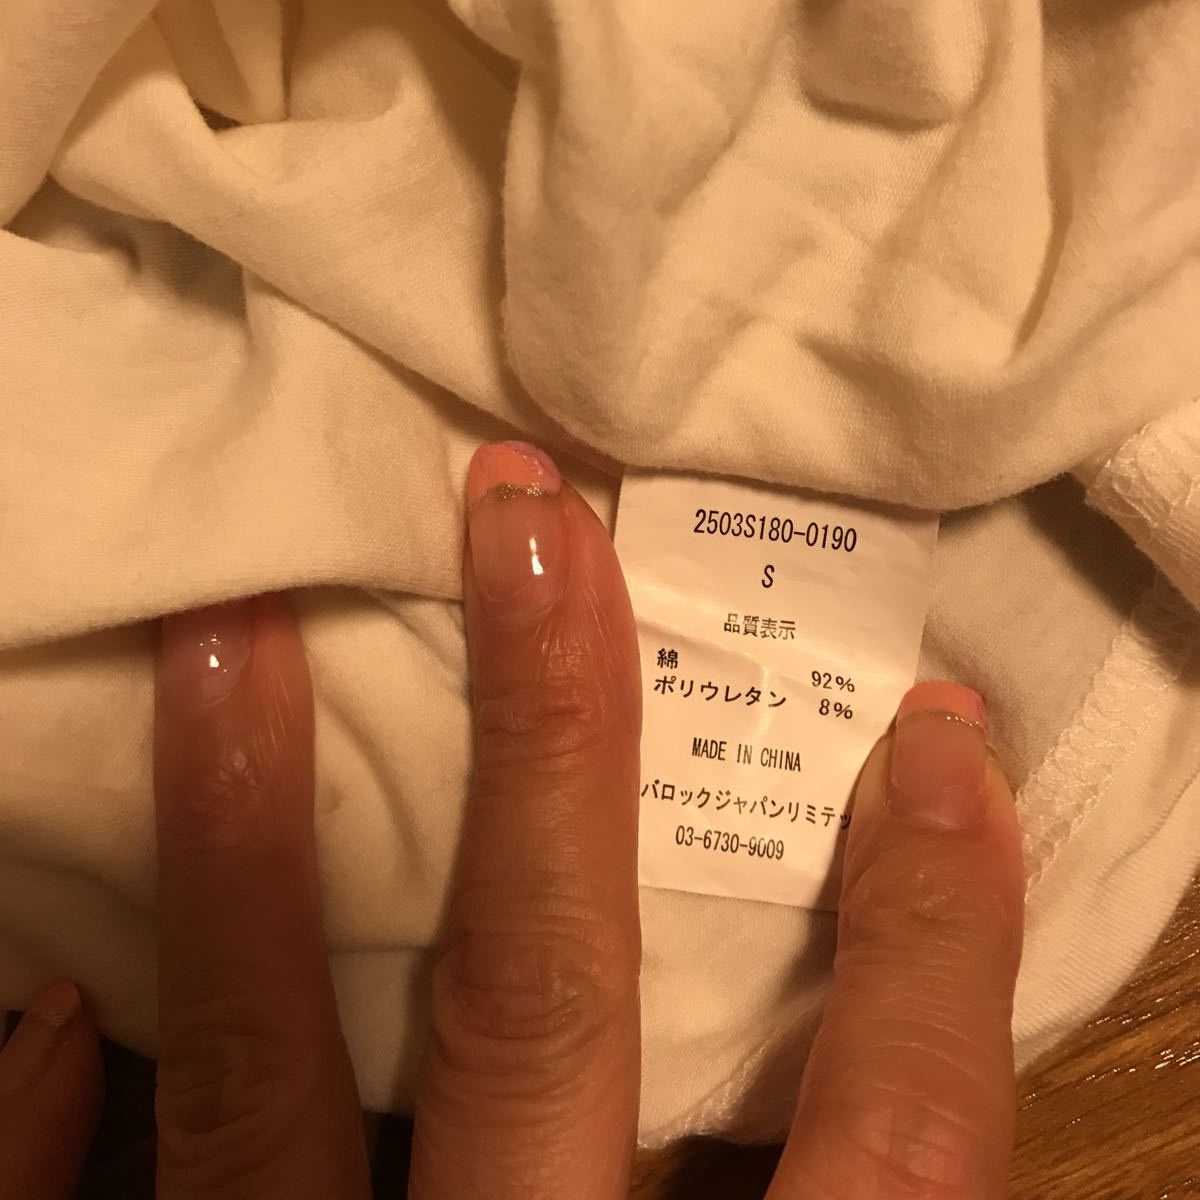 2503S180-0190
S
品質表示
綿 92%
ポリウレタン 8%
MADE IN CHINA
バロックジャパンリミテッ
03-6730-9009